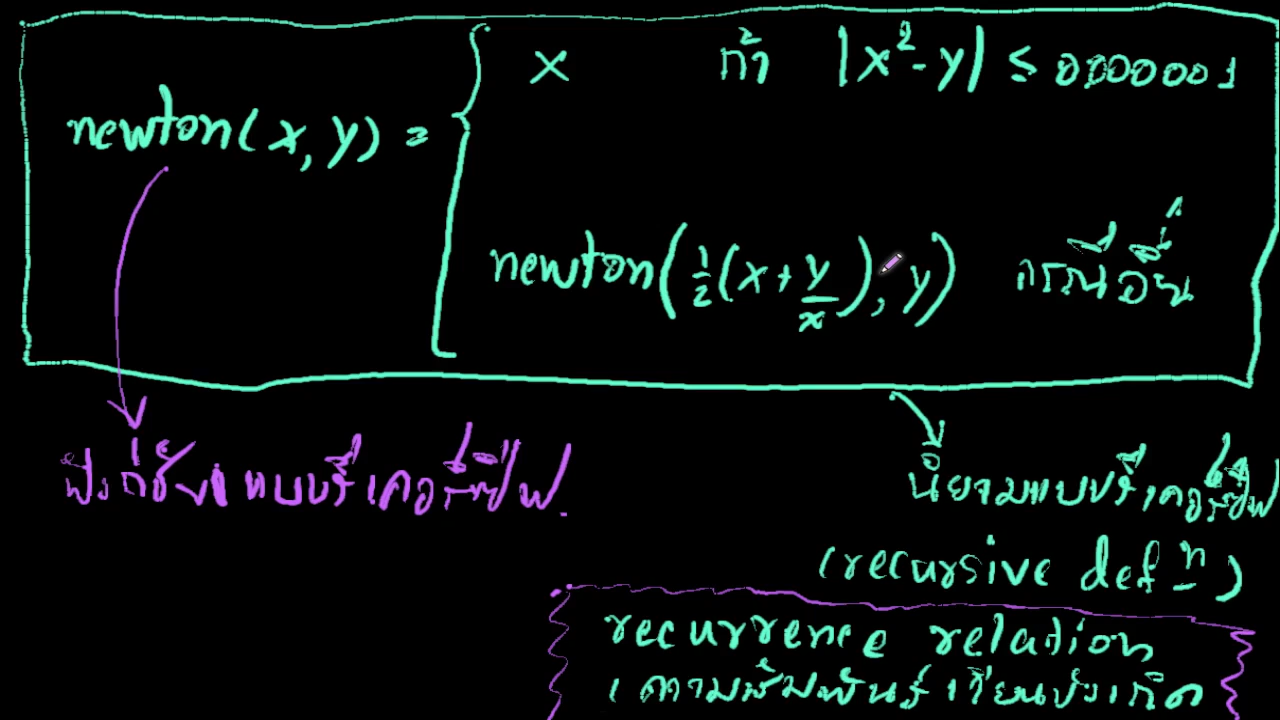 x ถ้า |x²-y| ≤ 0.000001
newton(x, y) =
newton(½(x + y/x), y) กรณีอื่น
ฟังก์ชันแบบรีเคอร์ซีฟ
นิยามแบบรีเคอร์ซีฟ
(recursive defⁿ)
recurrence relation
ความสัมพันธ์เวียนบังเกิด